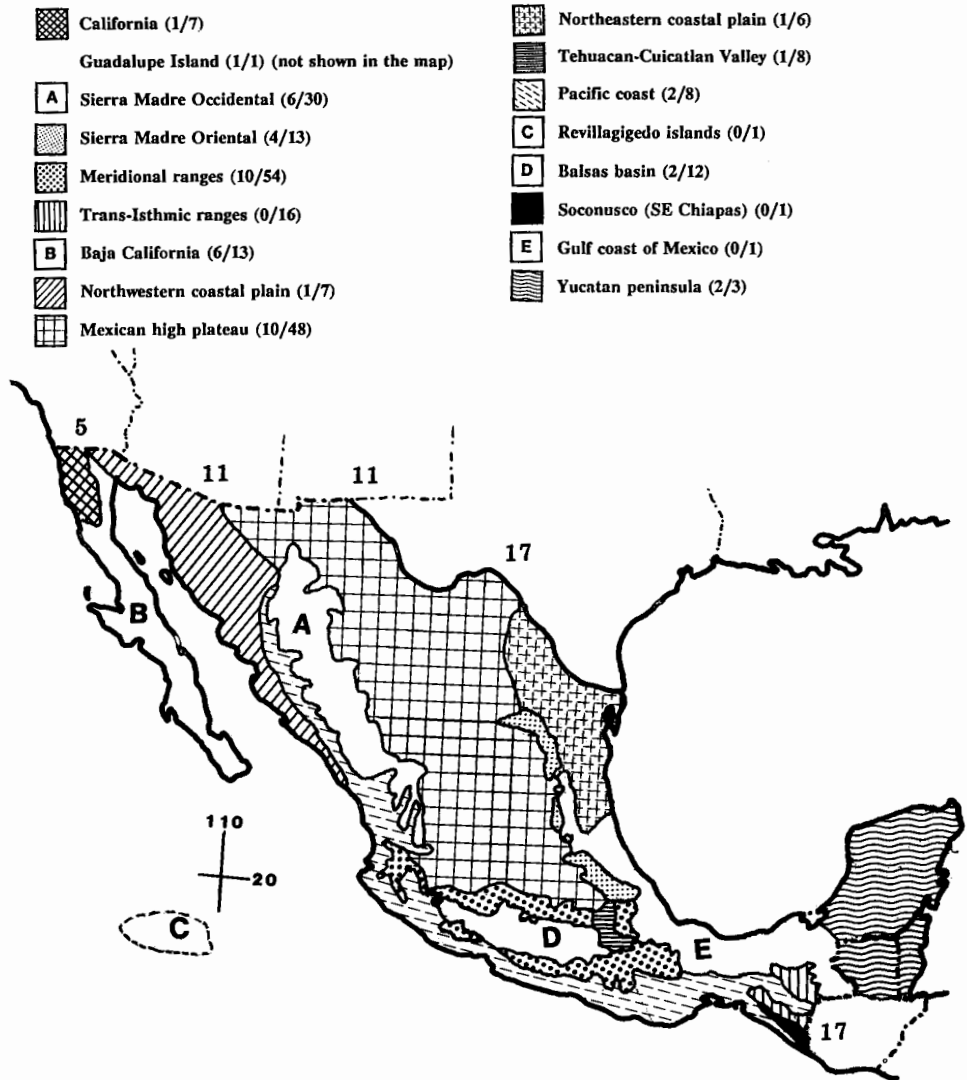 California (1/7)
Guadalupe Island (1/1) (not shown in the map)
A Sierra Madre Occidental (6/30)
Sierra Madre Oriental (4/13)
Meridional ranges (10/54)
Trans-Isthmic ranges (0/16)
B Baja California (6/13)
Northwestern coastal plain (1/7)
Mexican high plateau (10/48)
Northeastern coastal plain (1/6)
Tehuacan-Cuicatlan Valley (1/8)
Pacific coast (2/8)
C Revillagigedo islands (0/1)
D Balsas basin (2/12)
Soconusco (SE Chiapas) (0/1)
E Gulf coast of Mexico (0/1)
Yucatan peninsula (2/3)
5
11
11
17
A
B
110
20
C
D
E
17